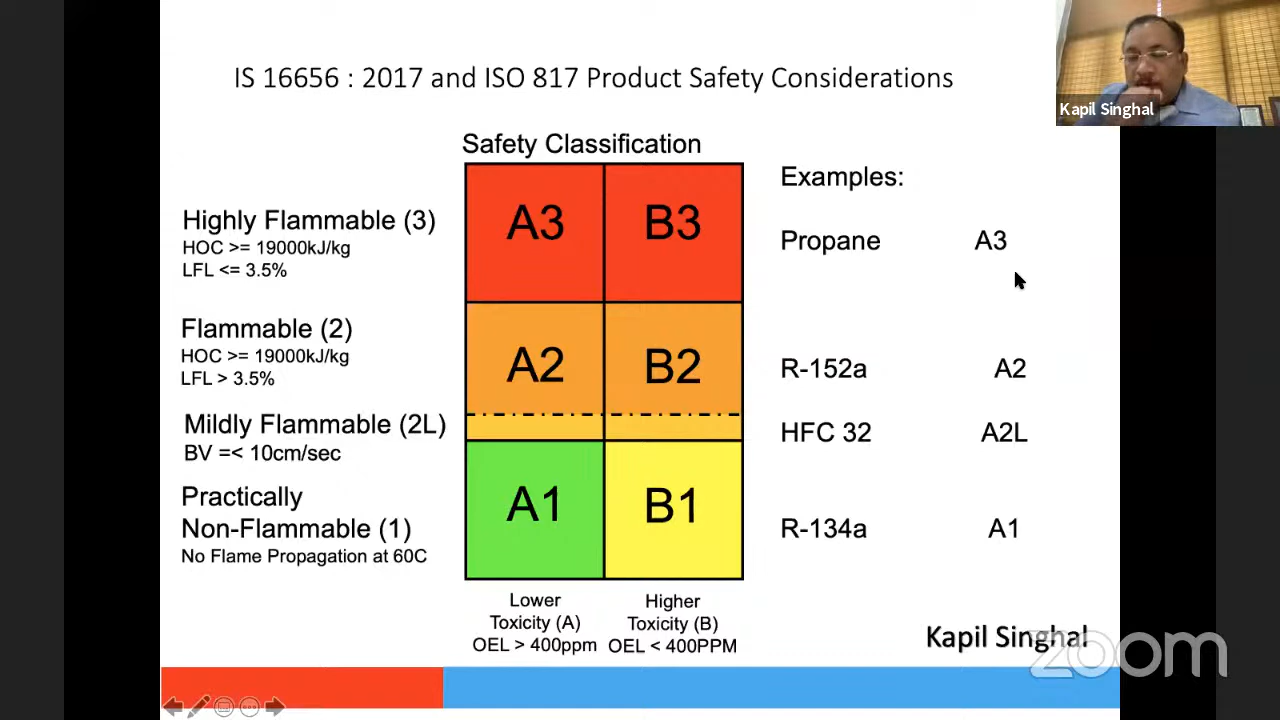 IS 16656 : 2017 and ISO 817 Product Safety Considerations
Kapil Singhal
Safety Classification
Examples:
Highly Flammable (3)
HOC >= 19000kJ/kg
LFL <= 3.5%
A3
B3
Propane A3
Flammable (2)
HOC >= 19000kJ/kg
LFL > 3.5%
A2
B2
R-152a A2
Mildly Flammable (2L)
BV =< 10cm/sec
HFC 32 A2L
Practically
Non-Flammable (1)
No Flame Propagation at 60C
A1
B1
R-134a A1
Lower
Toxicity (A)
OEL > 400ppm
Higher
Toxicity (B)
OEL < 400PPM
Kapil Singhal
zoom